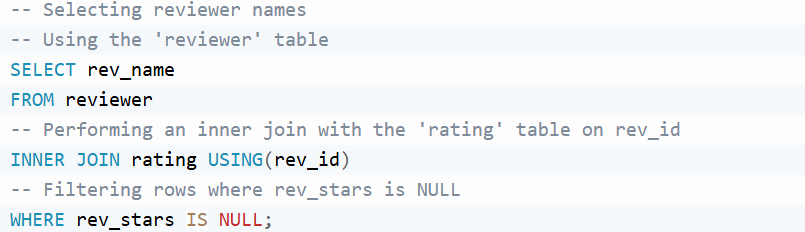 -- Selecting reviewer names
-- Using the 'reviewer' table
SELECT rev_name
FROM reviewer
-- Performing an inner join with the 'rating' table on rev_id
INNER JOIN rating USING(rev_id)
-- Filtering rows where rev_stars is NULL
WHERE rev_stars IS NULL;